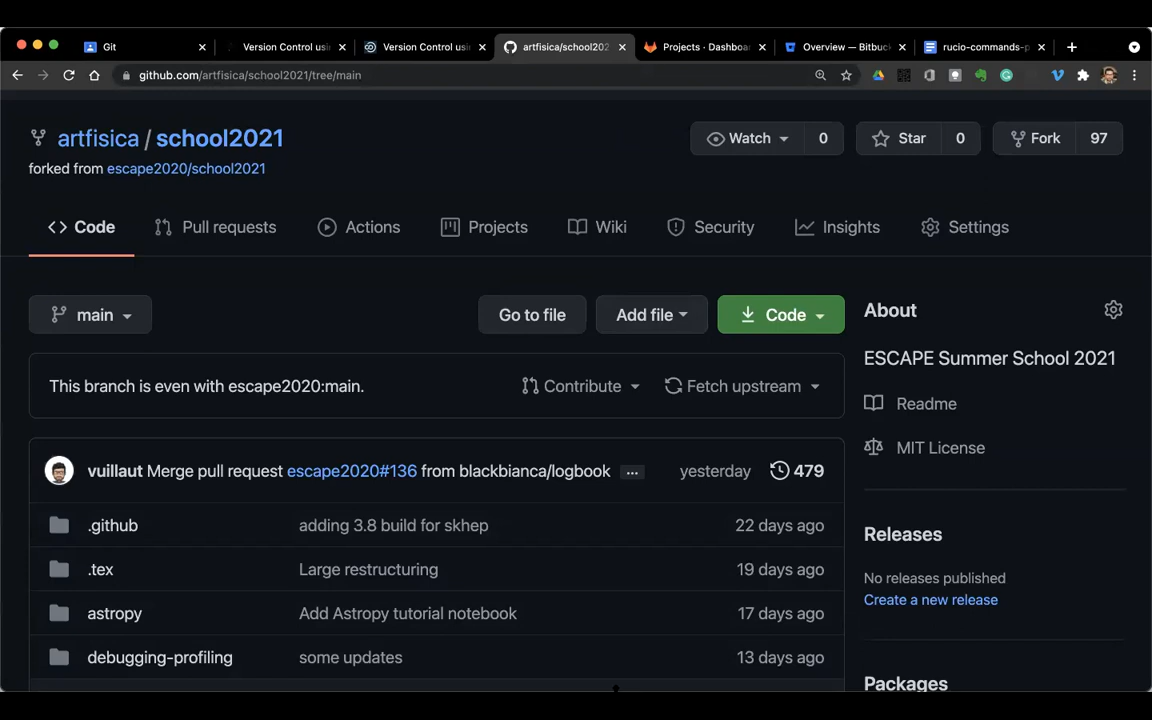 Git
Version Control usi
Version Control usi
artfisica/school202
Projects · Dashboa
Overview — Bitbuc
rucio-commands-p
github.com/artfisica/school2021/tree/main
artfisica / school2021
Watch 0 Star 0 Fork 97
forked from escape2020/school2021
Code Pull requests Actions Projects Wiki Security Insights Settings
main Go to file Add file Code
About
ESCAPE Summer School 2021
This branch is even with escape2020:main. Contribute Fetch upstream
Readme
MIT License
vuillaut Merge pull request escape2020#136 from blackbianca/logbook ... yesterday 479
.github adding 3.8 build for skhep 22 days ago
.tex Large restructuring 19 days ago
astropy Add Astropy tutorial notebook 17 days ago
debugging-profiling some updates 13 days ago
Releases
No releases published
Create a new release
Packages